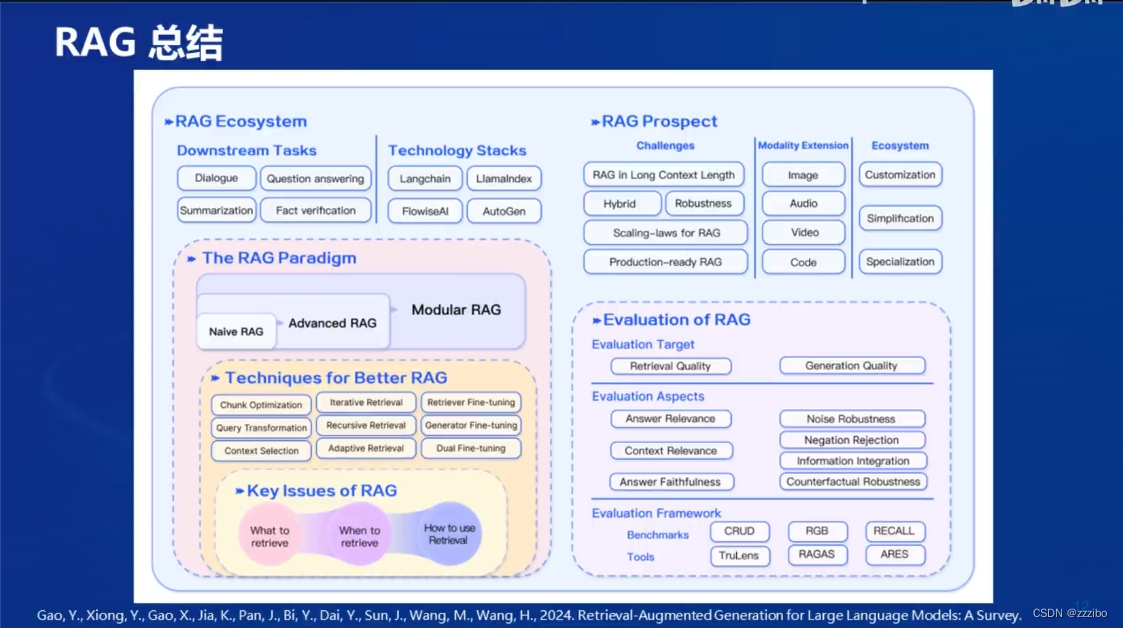 RAG 总结
RAG Ecosystem
Downstream Tasks
Dialogue
Question answering
Summarization
Fact verification
Technology Stacks
Langchain
LlamaIndex
FlowiseAI
AutoGen
The RAG Paradigm
Naive RAG
Advanced RAG
Modular RAG
Techniques for Better RAG
Chunk Optimization
Iterative Retrieval
Retriever Fine-tuning
Query Transformation
Recursive Retrieval
Generator Fine-tuning
Context Selection
Adaptive Retrieval
Dual Fine-tuning
Key Issues of RAG
What to
retrieve
When to
retrieve
How to use
Retrieval
RAG Prospect
Challenges
RAG in Long Context Length
Hybrid
Robustness
Scaling-laws for RAG
Production-ready RAG
Modality Extension
Image
Audio
Video
Code
Ecosystem
Customization
Simplification
Specialization
Evaluation of RAG
Evaluation Target
Retrieval Quality
Generation Quality
Evaluation Aspects
Answer Relevance
Context Relevance
Answer Faithfulness
Noise Robustness
Negation Rejection
Information Integration
Counterfactual Robustness
Evaluation Framework
Benchmarks
CRUD
RGB
RECALL
Tools
TruLens
RAGAS
ARES
Gao, Y., Xiong, Y., Gao, X., Jia, K., Pan, J., Bi, Y., Dai, Y., Sun, J., Wang, M., Wang, H., 2024. Retrieval-Augmented Generation for Large Language Models: A Survey.
12
CSDN @zzzibo